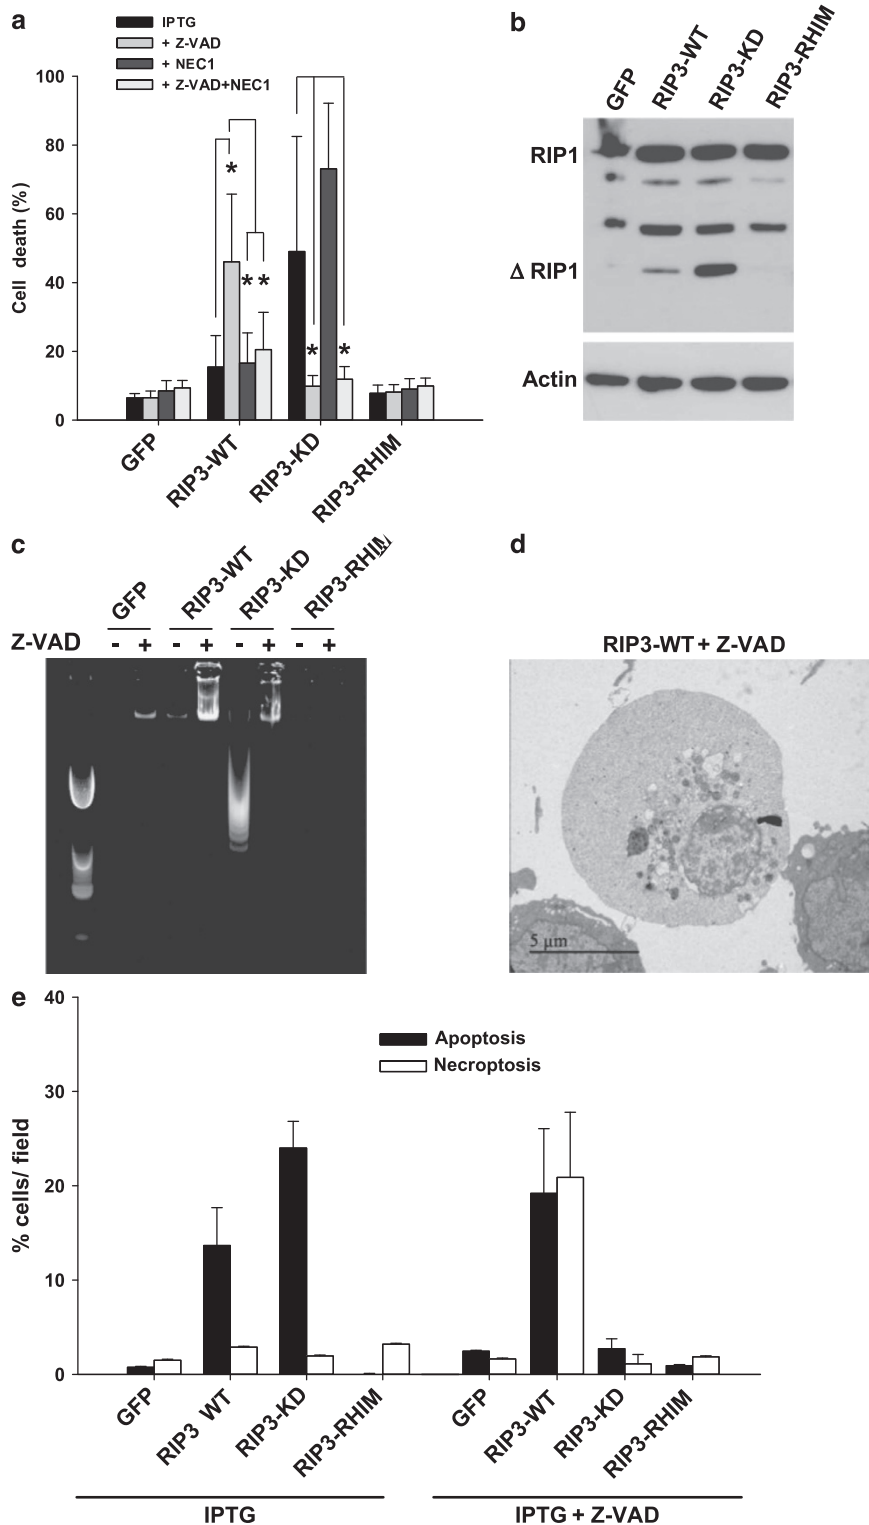 a
IPTG
+ Z-VAD
+ NEC1
+ Z-VAD+NEC1
Cell death (%)
100
80
60
40
20
0
*
* *
*
*
GFP
RIP3-WT
RIP3-KD
RIP3-RHIM
b
GFP
RIP3-WT
RIP3-KD
RIP3-RHIM
RIP1
Δ RIP1
Actin
c
GFP
RIP3-WT
RIP3-KD
RIP3-RHIM
Z-VAD - + - + - + - +
d
RIP3-WT + Z-VAD
5 µm
e
% cells/ field
40
30
20
10
0
Apoptosis
Necroptosis
GFP
RIP3 WT
RIP3-KD
RIP3-RHIM
GFP
RIP3-WT
RIP3-KD
RIP3-RHIM
IPTG
IPTG + Z-VAD